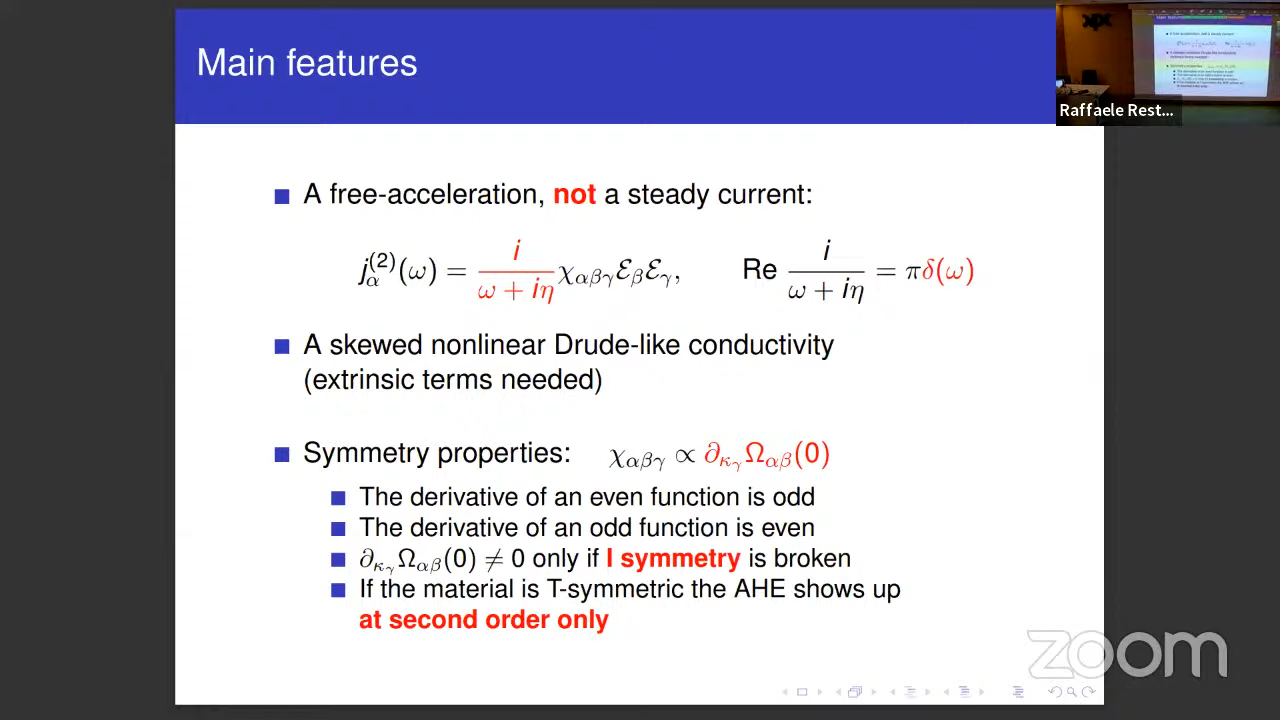 Main features
Raffaele Rest...
A free-acceleration, not a steady current:
j_α^{(2)}(ω) = i/(ω + iη) χ_{αβγ} ℰ_β ℰ_γ, Re i/(ω + iη) = πδ(ω)
A skewed nonlinear Drude-like conductivity
(extrinsic terms needed)
Symmetry properties: χ_{αβγ} ∝ ∂_{κ_γ} Ω_{αβ}(0)
The derivative of an even function is odd
The derivative of an odd function is even
∂_{κ_γ} Ω_{αβ}(0) ≠ 0 only if I symmetry is broken
If the material is T-symmetric the AHE shows up
at second order only
zoom